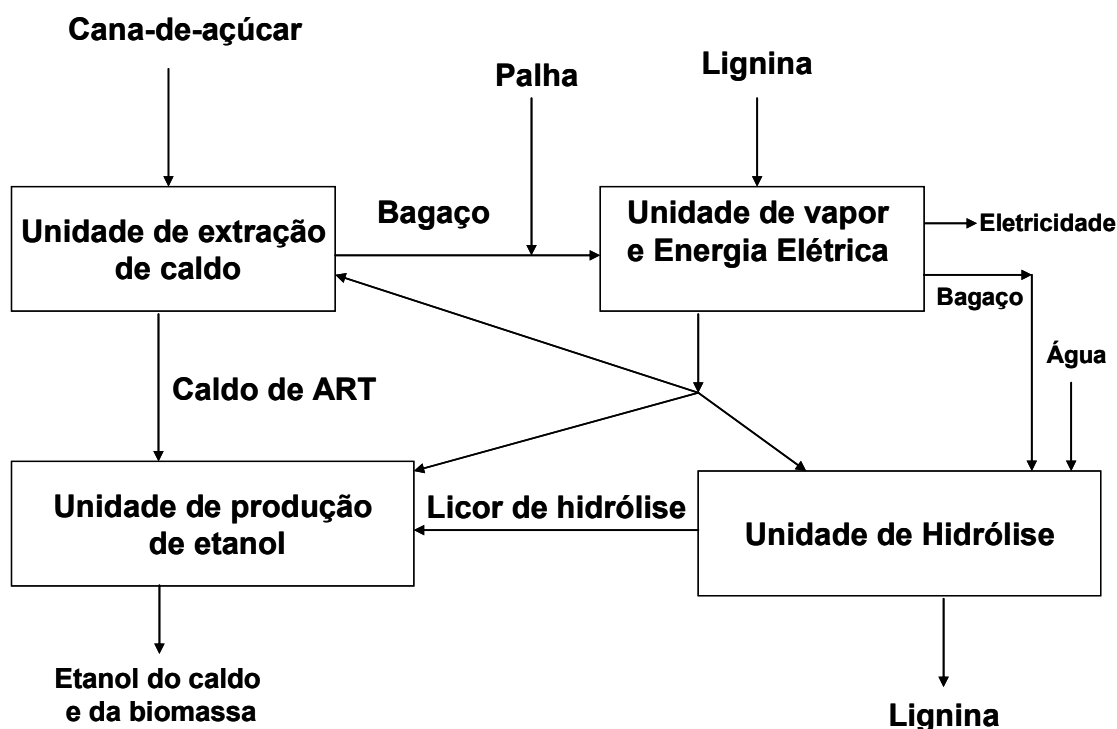 Cana-de-açúcar
Palha
Lignina
Unidade de extração
de caldo
Bagaço
Unidade de vapor
e Energia Elétrica
Eletricidade
Bagaço
Água
Caldo de ART
Unidade de produção
de etanol
Licor de hidrólise
Unidade de Hidrólise
Etanol do caldo
e da biomassa
Lignina